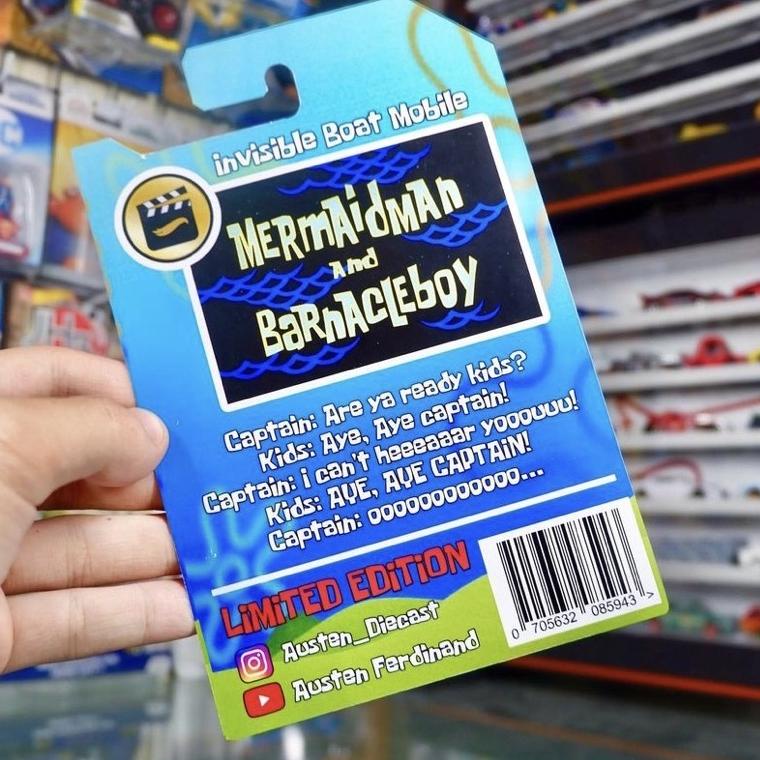 invisible Boat Mobile
MERmAidMAn
And
BaRnACLEboy
Captain: Are ya ready kids?
Kids: Aye, Aye captain!
Captain: i can't heeeaaar yooouuu!
Kids: AYE, AYE CAPTAIN!
Captain: oooooooooooo...
LiMiTED EDiTiON
Austen_Diecast
Austen Ferdinand
0 705632 085943 >